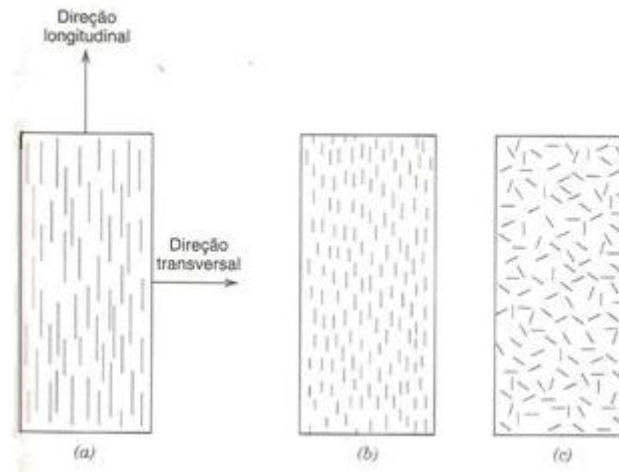 Direção
longitudinal
Direção
transversal
(a)
(b)
(c)